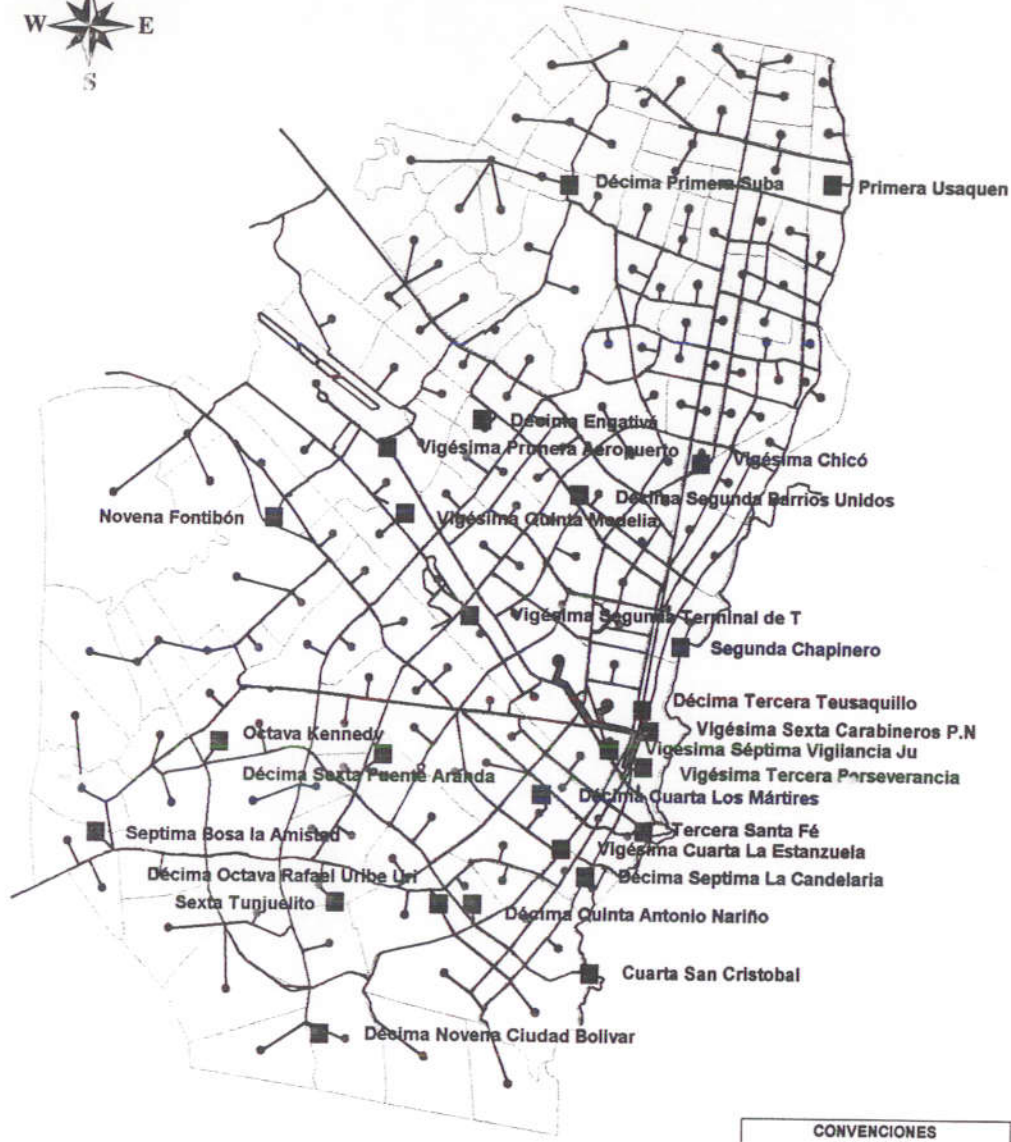 W E
S
Décima Primera Suba
Primera Usaquen
Décima Engativá
Vigésima Primera Aeropuerto
Vigésima Chicó
Décima Segunda Barrios Unidos
Novena Fontibón
Vigésima Quinta Medelia
Vigésima Segunda Terminal de T
Segunda Chapinero
Décima Tercera Teusaquillo
Vigésima Sexta Carabineros P.N
Octava Kennedy
Vigésima Séptima Vigilancia Ju
Décima Sexta Puente Aranda
Vigésima Tercera Perseverancia
Décima Cuarta Los Mártires
Septima Bosa la Amistad
Tercera Santa Fé
Vigésima Cuarta La Estanzuela
Décima Octava Rafael Uribe Uri
Décima Septima La Candelaria
Sexta Tunjuelito
Décima Quinta Antonio Nariño
Cuarta San Cristobal
Décima Novena Ciudad Bolivar
CONVENCIONES